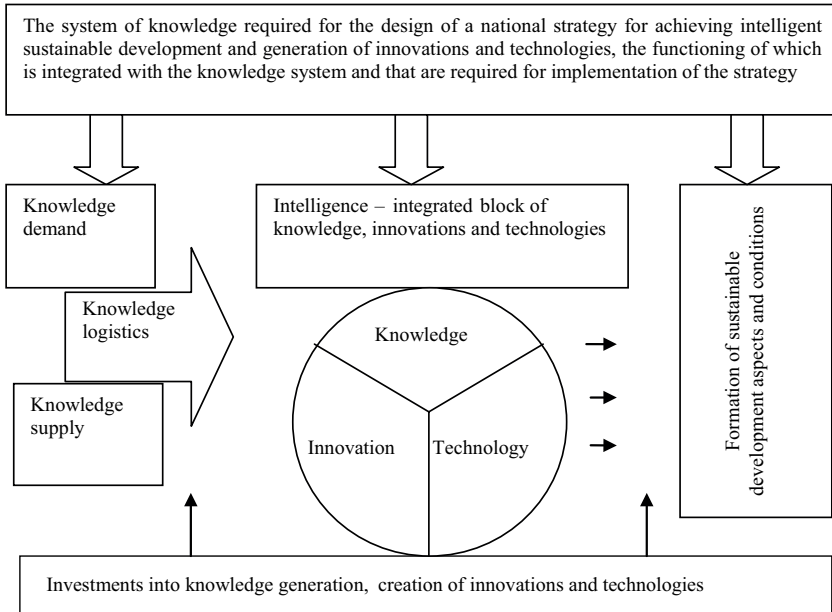 The system of knowledge required for the design of a national strategy for achieving intelligent
sustainable development and generation of innovations and technologies, the functioning of which
is integrated with the knowledge system and that are required for implementation of the strategy
Knowledge
demand
Intelligence – integrated block of
knowledge, innovations and technologies
Knowledge
logistics
Knowledge
supply
Knowledge
Innovation
Technology
Formation of sustainable
development aspects and conditions
Investments into knowledge generation, creation of innovations and technologies